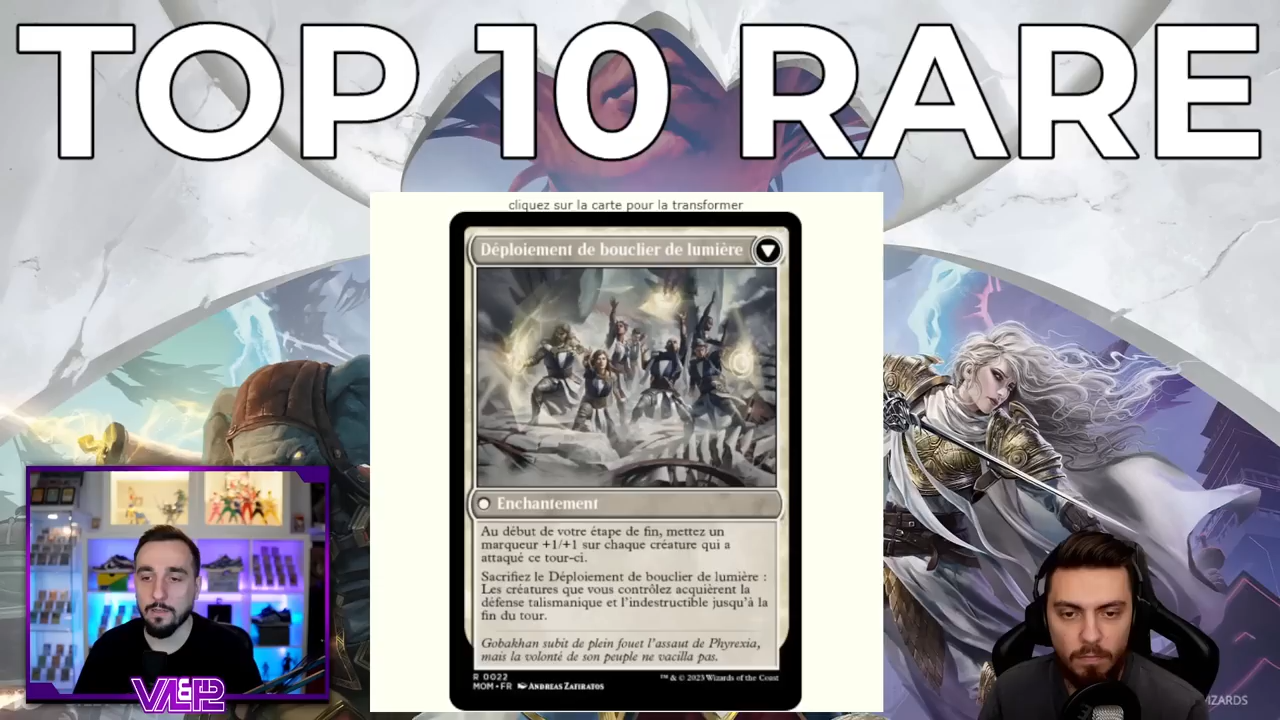 TOP 10 RARE
cliquez sur la carte pour la transformer
Déploiement de bouclier de lumière
Enchantement
Au début de votre étape de fin, mettez un
marqueur +1/+1 sur chaque créature qui a
attaqué ce tour-ci.
Sacrifiez le Déploiement de bouclier de lumière :
Les créatures que vous contrôlez acquièrent la
défense talismanique et l'indestructible jusqu'à la
fin du tour.
Gobakhan subit de plein fouet l'assaut de Phyrexia,
mais la volonté de son peuple ne vacilla pas.
R 0022
MOM • FR ANDREAS ZAFIRATOS
™ & © 2023 Wizards of the Coast